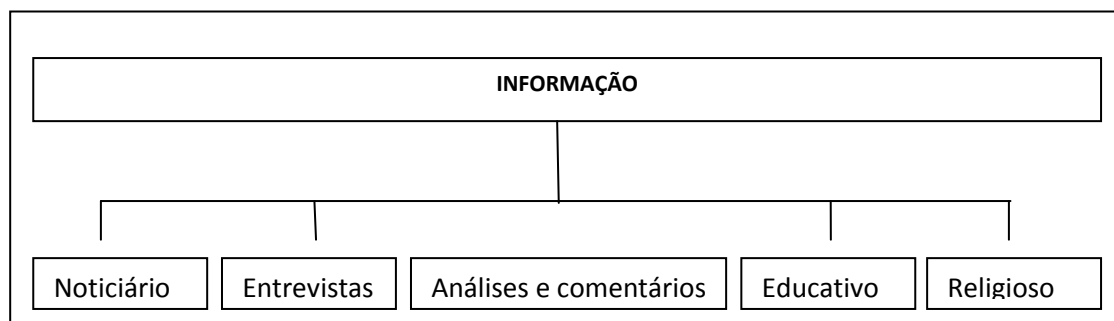 INFORMAÇÃO
Noticiário Entrevistas Análises e comentários Educativo Religioso